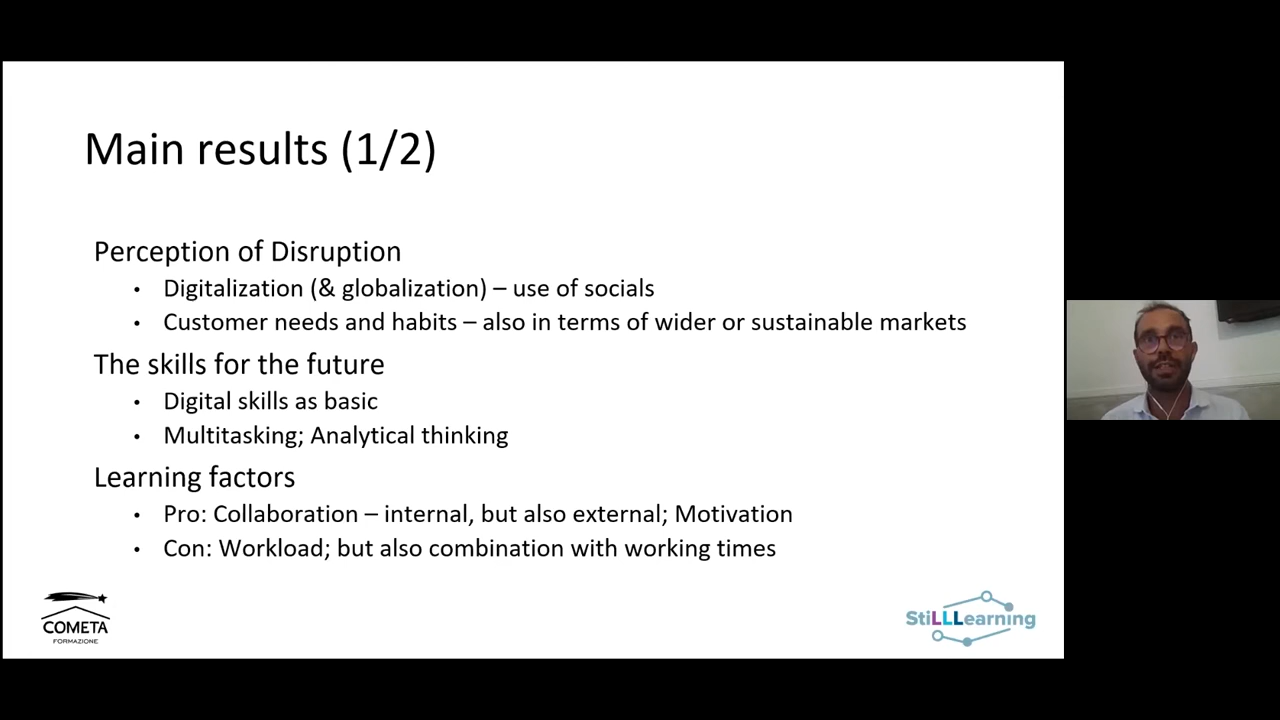 Main results (1/2)
Perception of Disruption
• Digitalization (& globalization) – use of socials
• Customer needs and habits – also in terms of wider or sustainable markets
The skills for the future
• Digital skills as basic
• Multitasking; Analytical thinking
Learning factors
• Pro: Collaboration – internal, but also external; Motivation
• Con: Workload; but also combination with working times
COMETA
FORMAZIONE
StiLLLearning